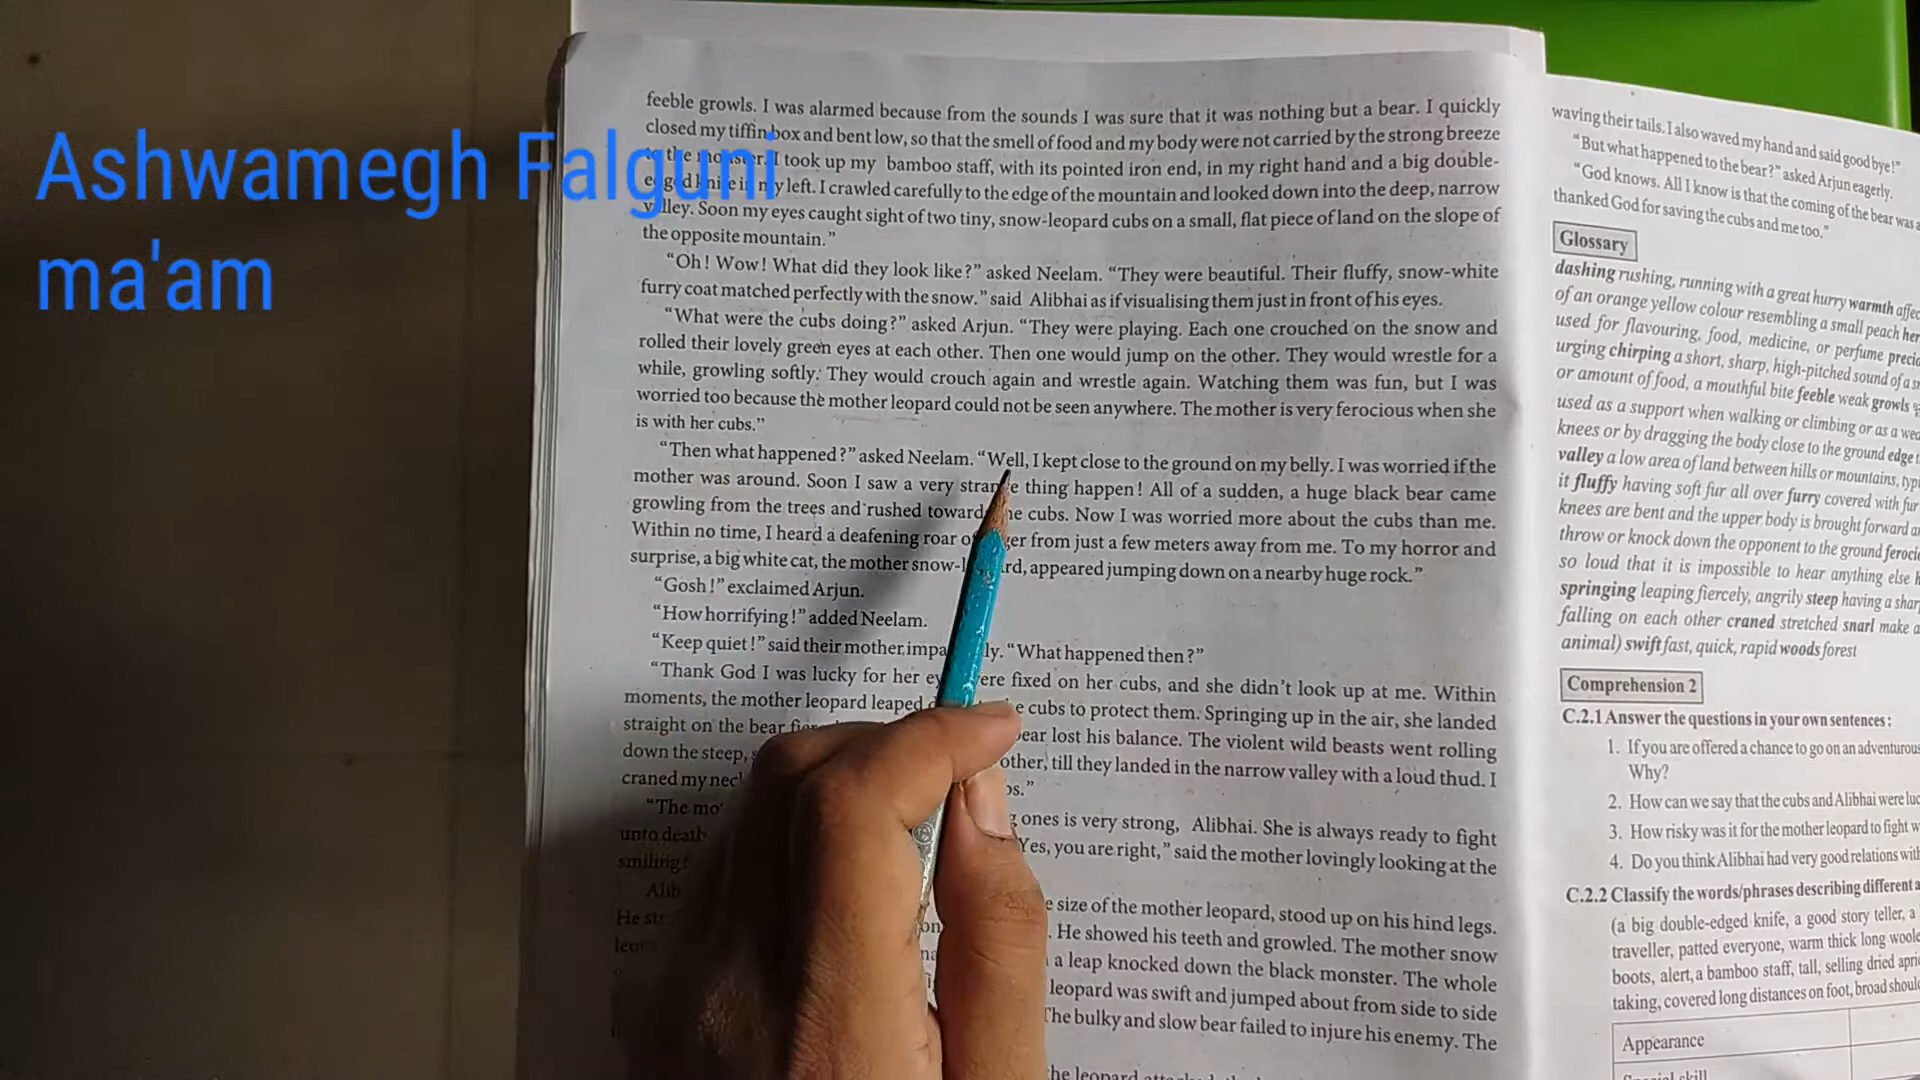 Ashwamegh Falguni
ma'am
feeble growls. I was alarmed because from the sounds I was sure that it was nothing but a bear. I quickly
closed my tiffin box and bent low, so that the smell of food and my body were not carried by the strong breeze
the monster. I took up my bamboo staff, with its pointed iron end, in my right hand and a big double-
edged knife in my left. I crawled carefully to the edge of the mountain and looked down into the deep, narrow
valley. Soon my eyes caught sight of two tiny, snow-leopard cubs on a small, flat piece of land on the slope of
the opposite mountain.”
“Oh! Wow! What did they look like?” asked Neelam. “They were beautiful. Their fluffy, snow-white
furry coat matched perfectly with the snow.” said Alibhai as if visualising them just in front of his eyes.
“What were the cubs doing?” asked Arjun. “They were playing. Each one crouched on the snow and
rolled their lovely green eyes at each other. Then one would jump on the other. They would wrestle for a
while, growling softly. They would crouch again and wrestle again. Watching them was fun, but I was
worried too because the mother leopard could not be seen anywhere. The mother is very ferocious when she
is with her cubs.”
“Then what happened?” asked Neelam. “Well, I kept close to the ground on my belly. I was worried if the
mother was around. Soon I saw a very strange thing happen! All of a sudden, a huge black bear came
growling from the trees and rushed towards cubs. Now I was worried more about the cubs than me.
Within no time, I heard a deafening roar of from just a few meters away from me. To my horror and
surprise, a big white cat, the mother snow- appeared jumping down on a nearby huge rock.”
“Gosh!” exclaimed Arjun.
“How horrifying!” added Neelam.
“Keep quiet!” said their mother, “What happened then?”
“Thank God I was lucky for her fixed on her cubs, and she didn’t look up at me. Within
moments, the mother leopard leaped cubs to protect them. Springing up in the air, she landed
straight on the bear lost his balance. The violent wild beasts went rolling
down the steep, other, till they landed in the narrow valley with a loud thud. I
craned my
“The ones is very strong, Alibhai. She is always ready to fight
unto death Yes, you are right,” said the mother lovingly looking at the
smiling
He size of the mother leopard, stood up on his hind legs.
He showed his teeth and growled. The mother snow
a leap knocked down the black monster. The whole
leopard was swift and jumped about from side to side
The bulky and slow bear failed to injure his enemy. The
leopard
waving their tails. I also waved my hand and said good bye!”
“But what happened to the bear?” asked Arjun eagerly.
“God knows. All I know is that the coming of the bear was
thanked God for saving the cubs and me too.”
Glossary
dashing rushing, running with a great hurry warmth
of an orange yellow colour resembling a small peach
used for flavouring, food, medicine, or perfume
urging chirping a short, sharp, high-pitched sound of a
or amount of food, a mouthful bite feeble weak growls
used as a support when walking or climbing or as a
knees or by dragging the body close to the ground edge
valley a low area of land between hills or mountains,
it fluffy having soft fur all over furry covered with fur
knees are bent and the upper body is brought forward
throw or knock down the opponent to the ground
so loud that it is impossible to hear anything else
springing leaping fiercely, angrily steep having a
falling on each other craned stretched snarl make
animal) swift fast, quick, rapid woods forest
Comprehension 2
C.2.1 Answer the questions in your own sentences :
1. If you are offered a chance to go on an adventurous
Why?
2. How can we say that the cubs and Alibhai were
3. How risky was it for the mother leopard to fight
4. Do you think Alibhai had very good relations
C.2.2 Classify the words/phrases describing different
(a big double-edged knife, a good story teller, a
traveller, patted everyone, warm thick long
boots, alert, a bamboo staff, tall, selling dried
taking, covered long distances on foot, broad
Appearance
skill